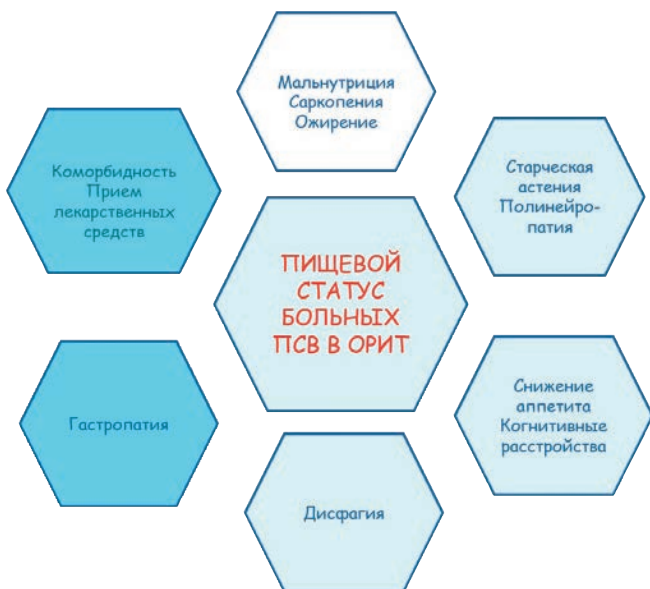 Мальнутриция
Саркопения
Ожирение
Коморбидность
Прием
лекарственных
средств
Старческая
астения
Полинейро-
патия
ПИЩЕВОЙ
СТАТУС
БОЛЬНЫХ
ПСВ В ОРИТ
Гастропатия
Снижение
аппетита
Когнитивные
расстройства
Дисфагия